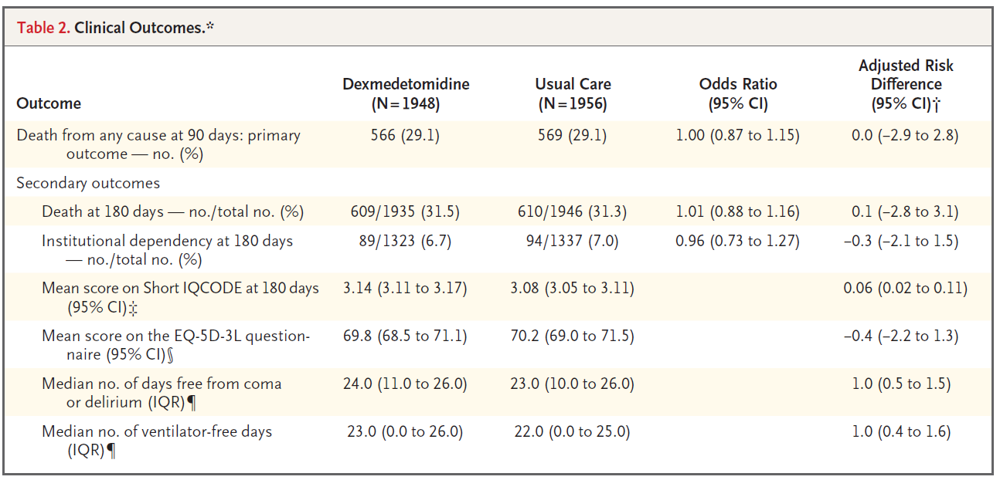 Table 2. Clinical Outcomes.*
Outcome Dexmedetomidine (N=1948) Usual Care (N=1956) Odds Ratio (95% CI) Adjusted Risk Difference (95% CI)†
Death from any cause at 90 days: primary outcome — no. (%) 566 (29.1) 569 (29.1) 1.00 (0.87 to 1.15) 0.0 (–2.9 to 2.8)
Secondary outcomes
Death at 180 days — no./total no. (%) 609/1935 (31.5) 610/1946 (31.3) 1.01 (0.88 to 1.16) 0.1 (–2.8 to 3.1)
Institutional dependency at 180 days — no./total no. (%) 89/1323 (6.7) 94/1337 (7.0) 0.96 (0.73 to 1.27) –0.3 (–2.1 to 1.5)
Mean score on Short IQCODE at 180 days (95% CI)‡ 3.14 (3.11 to 3.17) 3.08 (3.05 to 3.11) 0.06 (0.02 to 0.11)
Mean score on the EQ-5D-3L question-
naire (95% CI)§ 69.8 (68.5 to 71.1) 70.2 (69.0 to 71.5) –0.4 (–2.2 to 1.3)
Median no. of days free from coma or delirium (IQR)¶ 24.0 (11.0 to 26.0) 23.0 (10.0 to 26.0) 1.0 (0.5 to 1.5)
Median no. of ventilator-free days (IQR)¶ 23.0 (0.0 to 26.0) 22.0 (0.0 to 25.0) 1.0 (0.4 to 1.6)